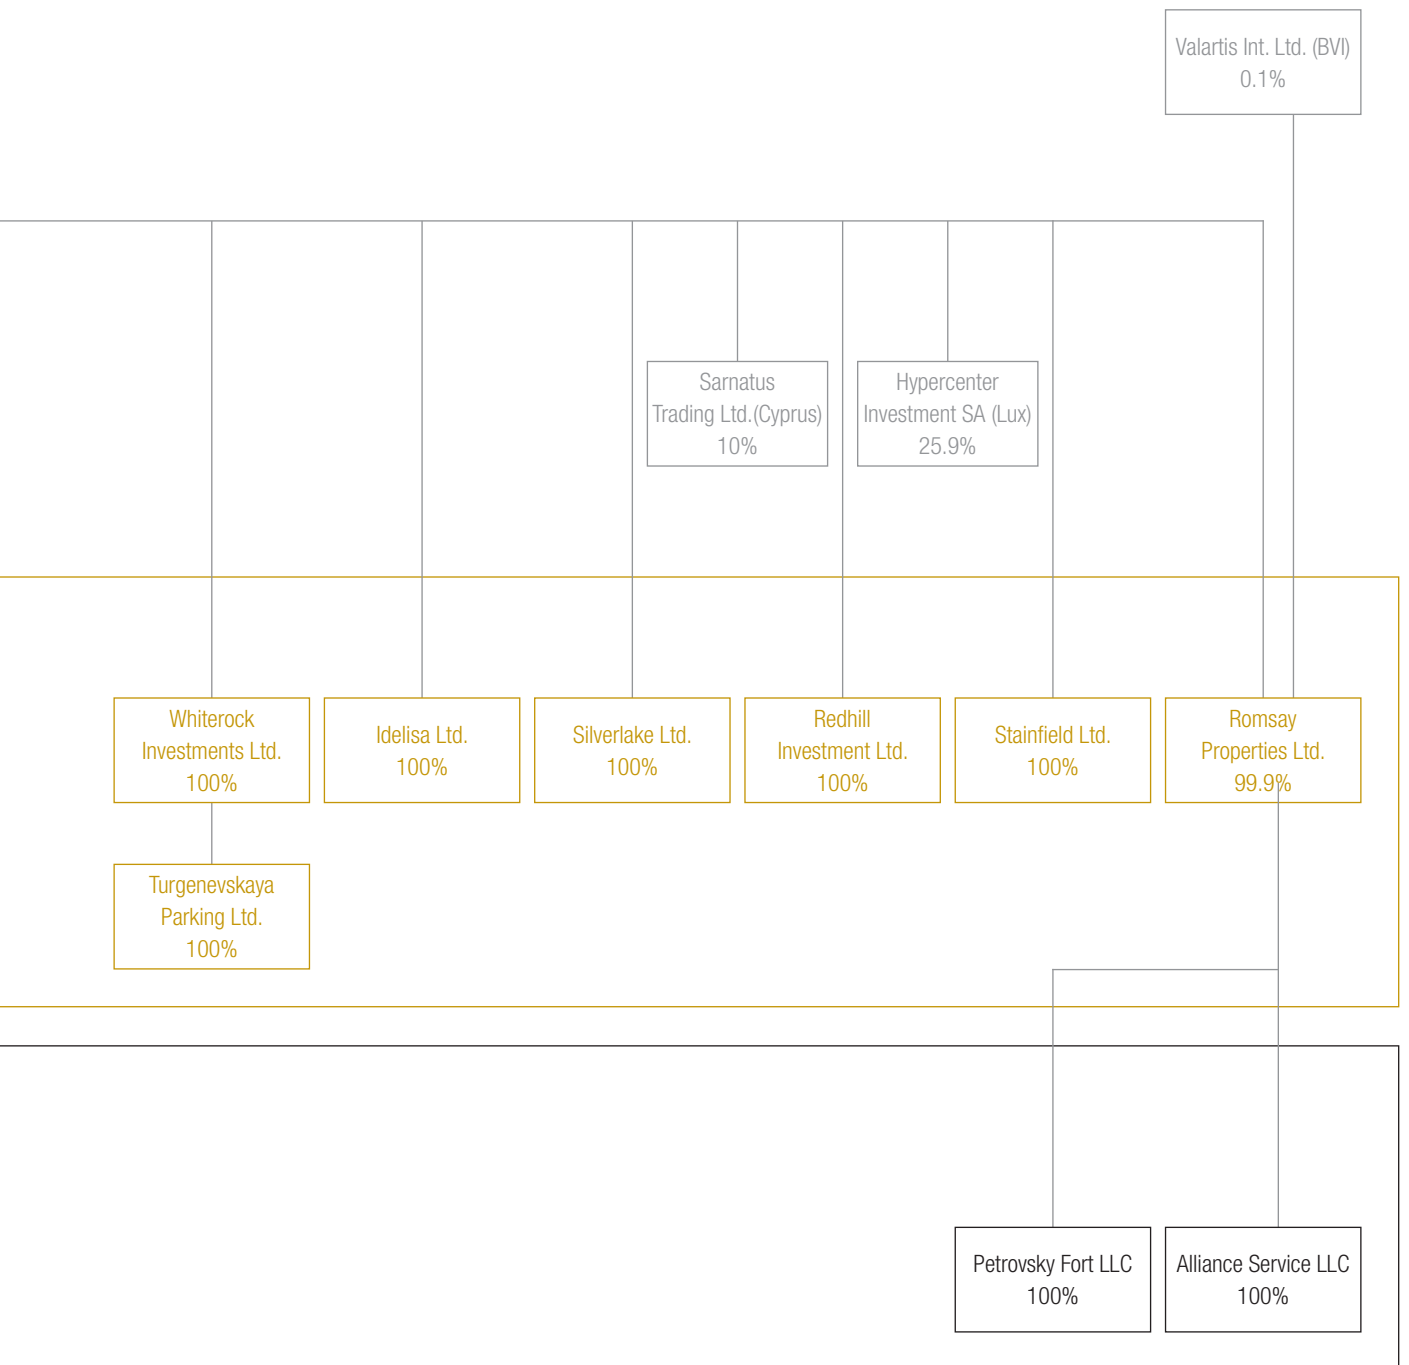 Valartis Int. Ltd. (BVI)
0.1%
Sarnatus
Trading Ltd.(Cyprus)
10%
Hypercenter
Investment SA (Lux)
25.9%
Whiterock
Investments Ltd.
100%
Idelisa Ltd.
100%
Silverlake Ltd.
100%
Redhill
Investment Ltd.
100%
Stainfield Ltd.
100%
Romsay
Properties Ltd.
99.9%
Turgenevskaya
Parking Ltd.
100%
Petrovsky Fort LLC
100%
Alliance Service LLC
100%